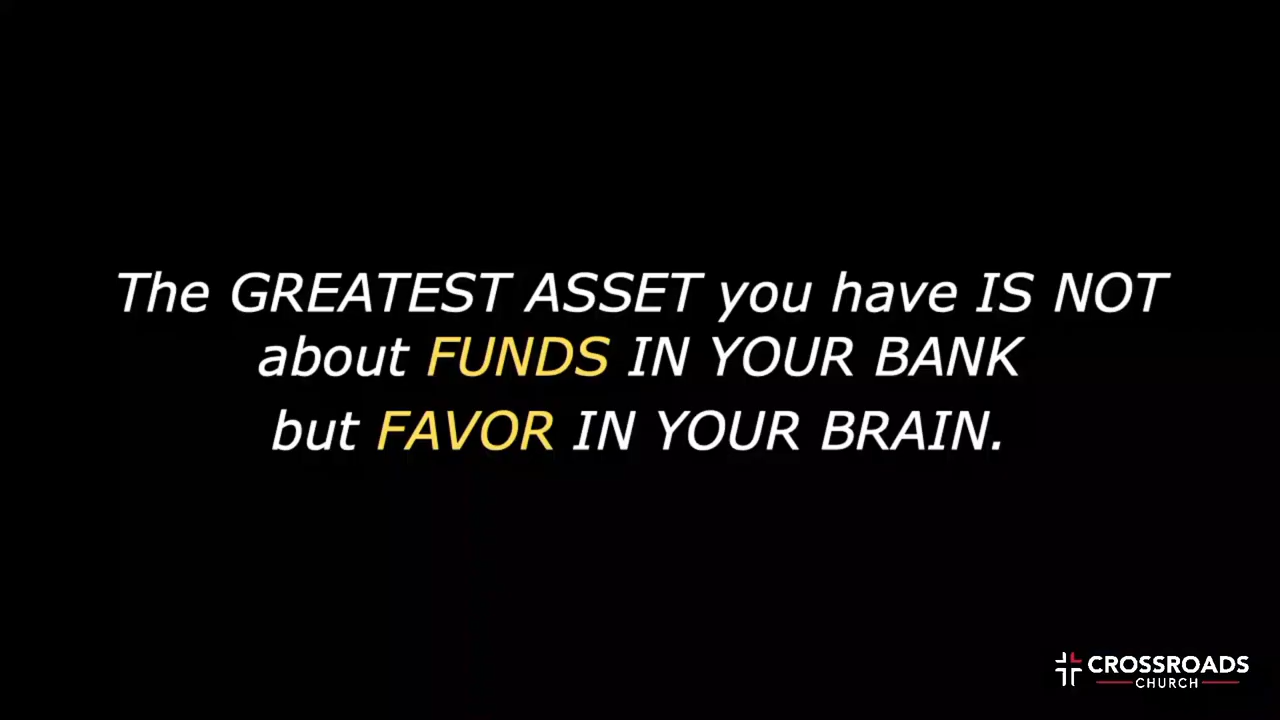 The GREATEST ASSET you have IS NOT
about FUNDS IN YOUR BANK
but FAVOR IN YOUR BRAIN.
CROSSROADS
CHURCH